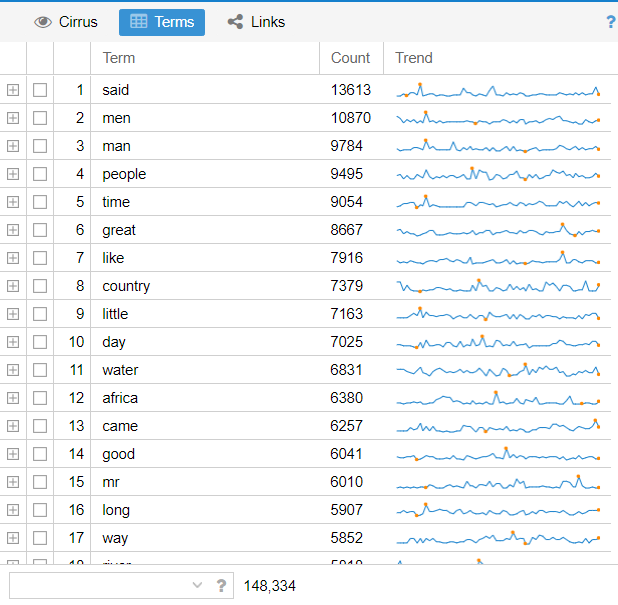 Cirrus Terms Links ?
Term Count Trend
1 said 13613
2 men 10870
3 man 9784
4 people 9495
5 time 9054
6 great 8667
7 like 7916
8 country 7379
9 little 7163
10 day 7025
11 water 6831
12 africa 6380
13 came 6257
14 good 6041
15 mr 6010
16 long 5907
17 way 5852
? 148,334